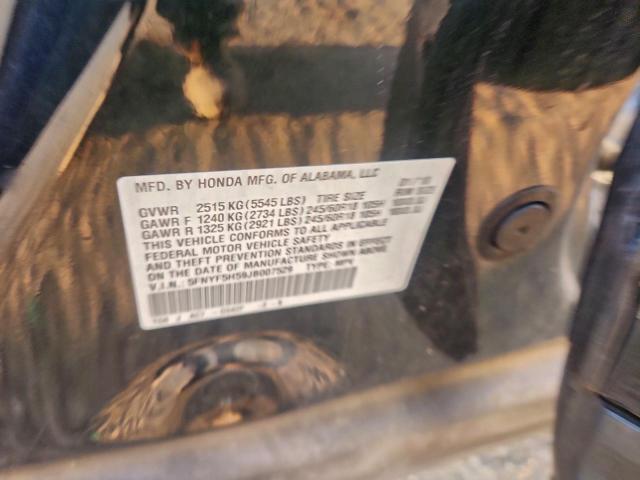 MFD. BY HONDA MFG. OF ALABAMA, LLC
GVWR 2515 KG (5545 LBS) TIRE SIZE
GAWR F 1240 KG (2734 LBS) 245/60R18 105H
GAWR R 1325 KG (2921 LBS) 245/60R18 105H
THIS VEHICLE CONFORMS TO ALL APPLICABLE
FEDERAL MOTOR VEHICLE SAFETY
AND THEFT PREVENTION STANDARDS IN EFFECT
ON THE DATE OF MANUFACTURE SHOWN ABOVE.
V.I.N.: 5FNYF5H59JB007529 TYPE: MPV